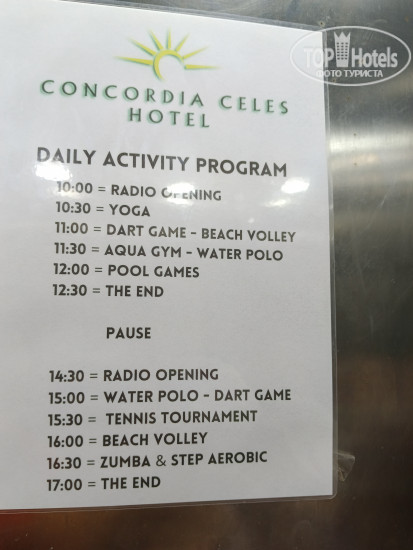 TOPHotels
ФОТО ТУРИСТА
CONCORDIA CELES
HOTEL
DAILY ACTIVITY PROGRAM
10:00 = RADIO OPENING
10:30 = YOGA
11:00 = DART GAME - BEACH VOLLEY
11:30 = AQUA GYM - WATER POLO
12:00 = POOL GAMES
12:30 = THE END
PAUSE
14:30 = RADIO OPENING
15:00 = WATER POLO - DART GAME
15:30 = TENNIS TOURNAMENT
16:00 = BEACH VOLLEY
16:30 = ZUMBA & STEP AEROBIC
17:00 = THE END